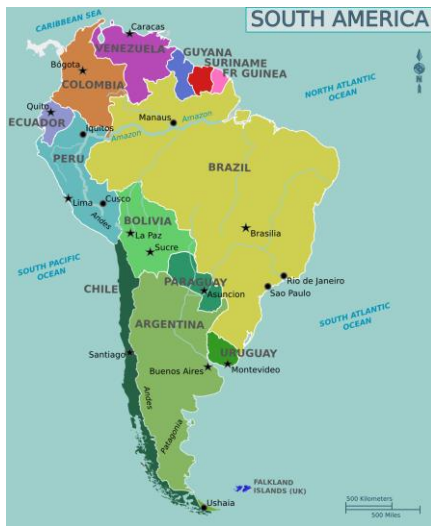 SOUTH AMERICA
CARIBBEAN SEA
Caracas
VENEZUELA
GUYANA
SURINAME
FR GUINEA
Bogota
COLOMBIA
NORTH ATLANTIC
OCEAN
Quito
ECUADOR
Iquitos
Manaus
Amazon
Amazon
PERU
BRAZIL
Lima
Cusco
Andes
BOLIVIA
La Paz
Sucre
Brasilia
SOUTH PACIFIC
OCEAN
CHILE
PARAGUAY
Asuncion
Rio de Janeiro
Sao Paulo
SOUTH ATLANTIC
OCEAN
ARGENTINA
Santiago
URUGUAY
Buenos Aires
Montevideo
Andes
Patagonia
FALKLAND
ISLANDS (UK)
Ushaia
500 Kilometers
500 Miles